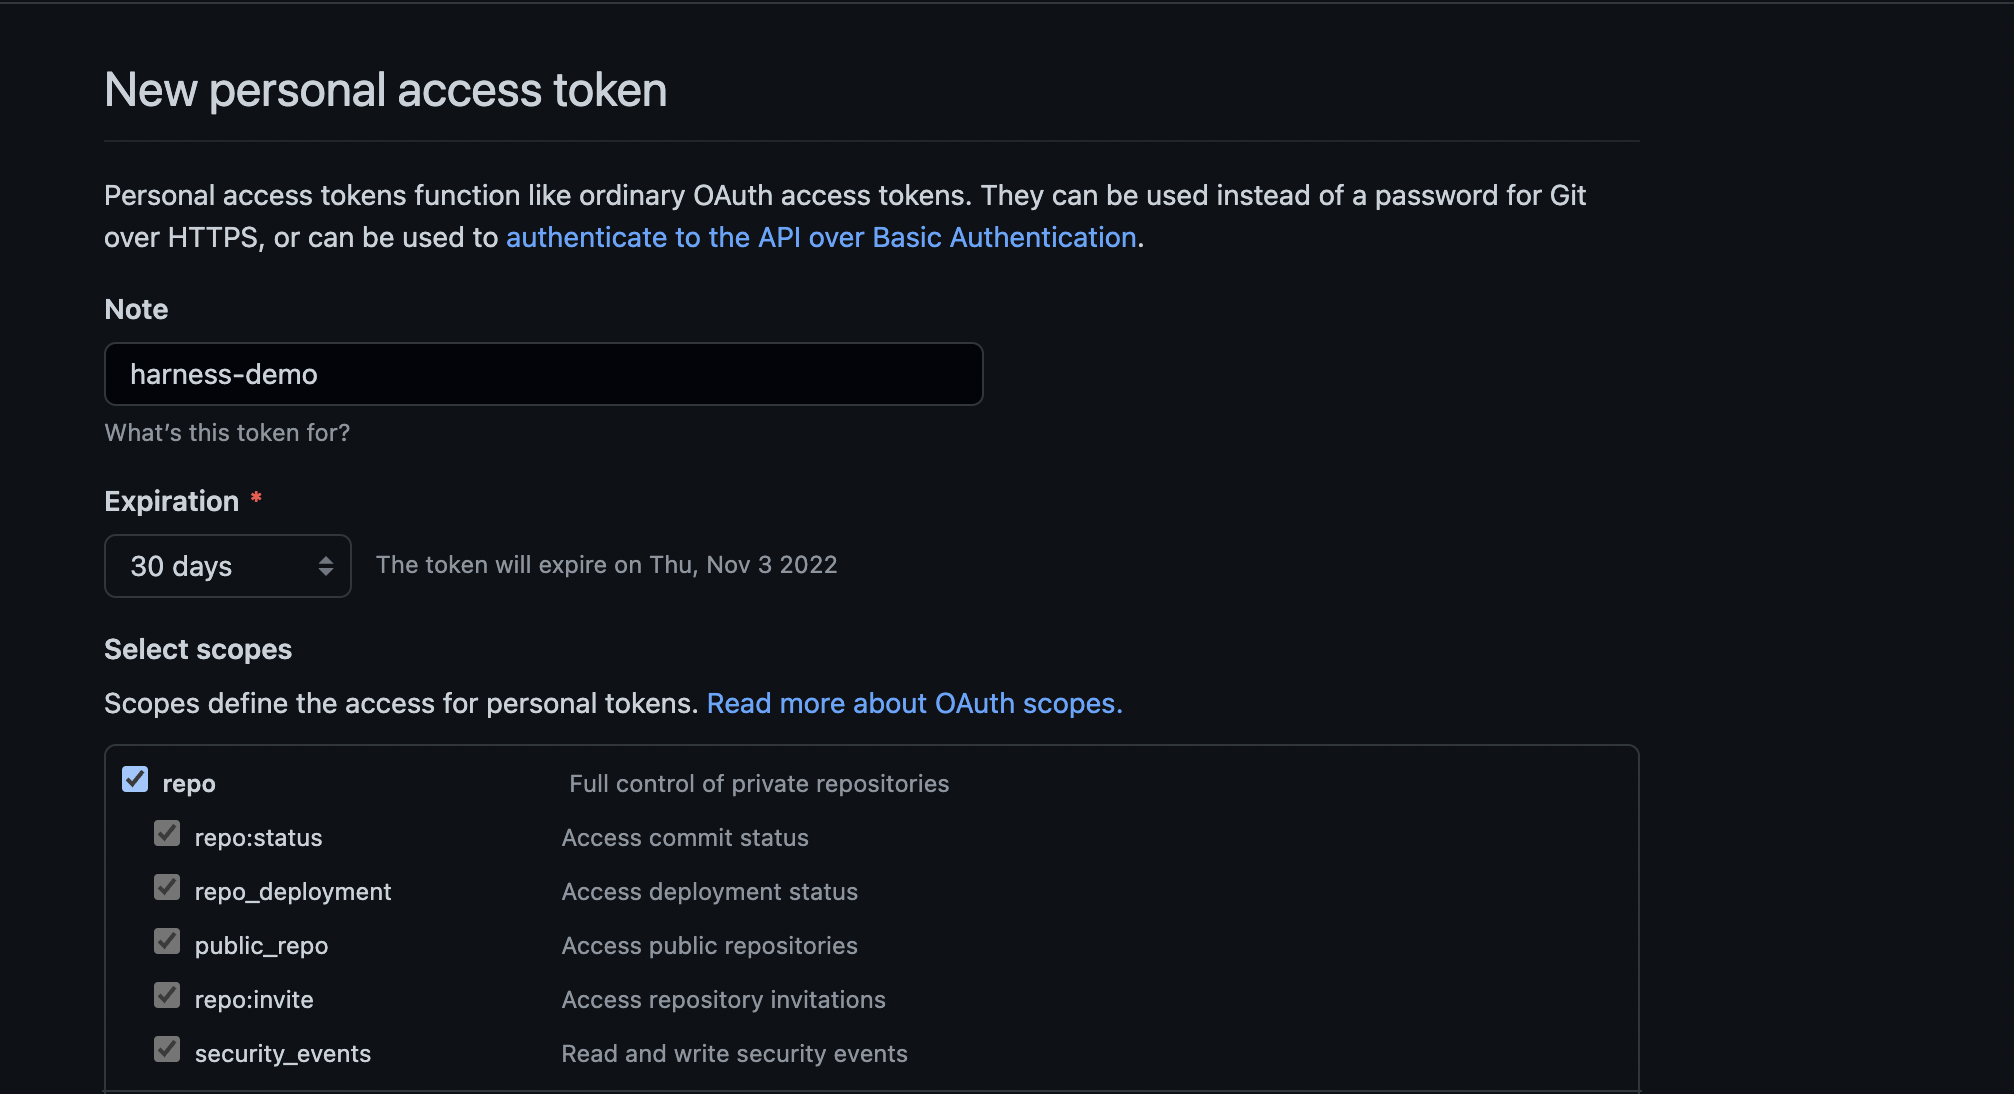 New personal access token
Personal access tokens function like ordinary OAuth access tokens. They can be used instead of a password for Git
over HTTPS, or can be used to authenticate to the API over Basic Authentication.
Note
harness-demo
What's this token for?
Expiration *
30 days The token will expire on Thu, Nov 3 2022
Select scopes
Scopes define the access for personal tokens. Read more about OAuth scopes.
repo Full control of private repositories
repo:status Access commit status
repo_deployment Access deployment status
public_repo Access public repositories
repo:invite Access repository invitations
security_events Read and write security events